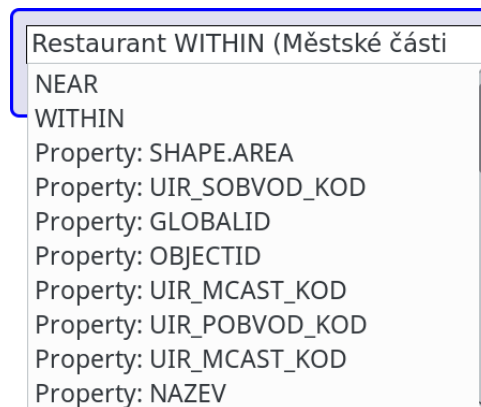 Restaurant WITHIN (Městské části
NEAR
WITHIN
Property: SHAPE.AREA
Property: UIR_SOBVOD_KOD
Property: GLOBALID
Property: OBJECTID
Property: UIR_MCAST_KOD
Property: UIR_POBVOD_KOD
Property: UIR_MCAST_KOD
Property: NAZEV